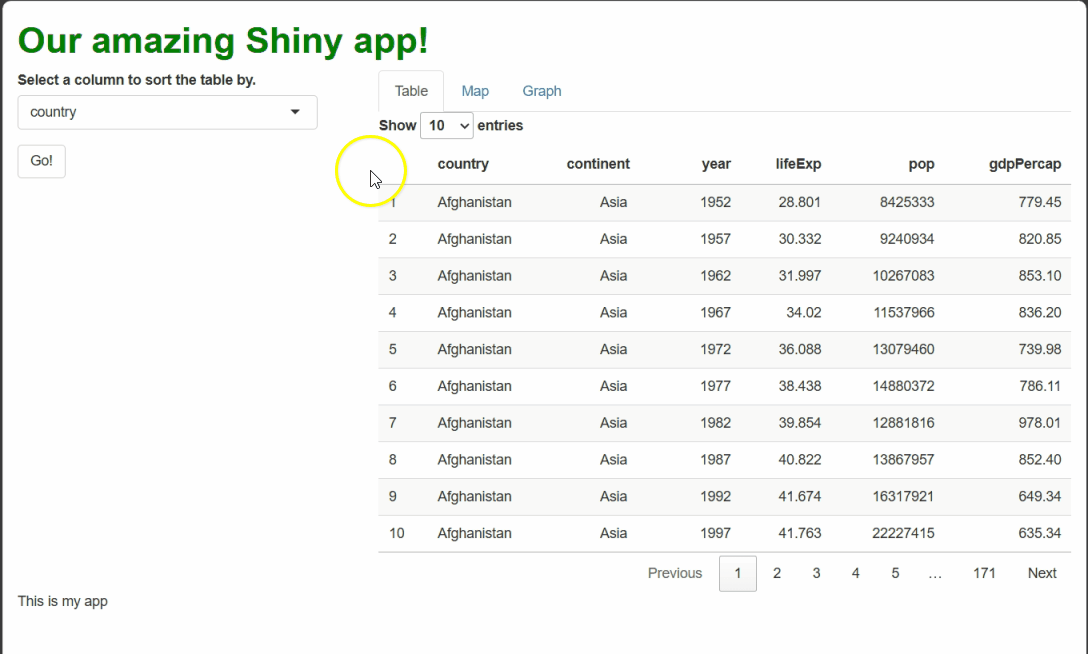 Our amazing Shiny app!
Select a column to sort the table by.
country
Go!
Table Map Graph
Show 10 entries
country continent year lifeExp pop gdpPercap
1 Afghanistan Asia 1952 28.801 8425333 779.45
2 Afghanistan Asia 1957 30.332 9240934 820.85
3 Afghanistan Asia 1962 31.997 10267083 853.10
4 Afghanistan Asia 1967 34.02 11537966 836.20
5 Afghanistan Asia 1972 36.088 13079460 739.98
6 Afghanistan Asia 1977 38.438 14880372 786.11
7 Afghanistan Asia 1982 39.854 12881816 978.01
8 Afghanistan Asia 1987 40.822 13867957 852.40
9 Afghanistan Asia 1992 41.674 16317921 649.34
10 Afghanistan Asia 1997 41.763 22227415 635.34
Previous 1 2 3 4 5 … 171 Next
This is my app